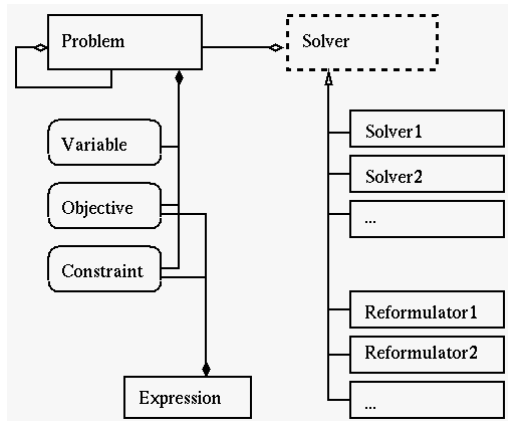 Problem
Solver
Variable
Objective
Constraint
Expression
Solver1
Solver2
...
Reformulator1
Reformulator2
...